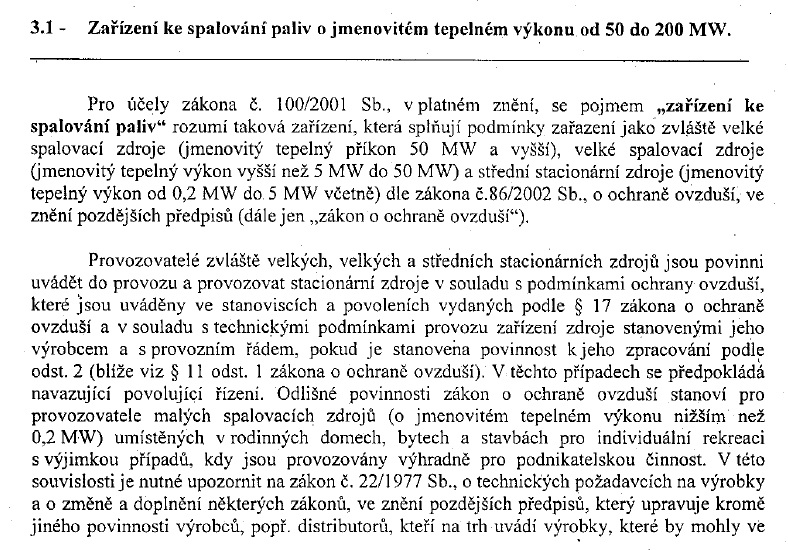 3.1 - Zařízení ke spalování paliv o jmenovitém tepelném výkonu od 50 do 200 MW.
Pro účely zákona č. 100/2001 Sb., v platném znění, se pojmem „zařízení ke
spalování paliv“ rozumí taková zařízení, která splňují podmínky zařazení jako zvláště velké
spalovací zdroje (jmenovitý tepelný příkon 50 MW a vyšší), velké spalovací zdroje
(jmenovitý tepelný výkon vyšší než 5 MW do 50 MW) a střední stacionární zdroje (jmenovitý
tepelný výkon od 0,2 MW do 5 MW včetně) dle zákona č.86/2002 Sb., o ochraně ovzduší, ve
znění pozdějších předpisů (dále jen „zákon o ochraně ovzduší“).
Provozovatelé zvláště velkých, velkých a středních stacionárních zdrojů jsou povinni
uvádět do provozu a provozovat stacionární zdroje v souladu s podmínkami ochrany ovzduší,
které jsou uváděny ve stanoviscích a povoleních vydaných podle § 17 zákona o ochraně
ovzduší a v souladu s technickými podmínkami provozu zařízení zdroje stanovenými jeho
výrobcem a s provozním řádem, pokud je stanovena povinnost k jeho zpracování podle
odst. 2 (blíže viz § 11 odst. 1 zákona o ochraně ovzduší). V těchto případech se předpokládá
navazující povolující řízení. Odlišné povinnosti zákon o ochraně ovzduší stanoví pro
provozovatele malých spalovacích zdrojů (o jmenovitém tepelném výkonu nižším než
0,2 MW) umístěných v rodinných domech, bytech a stavbách pro individuální rekreaci
s výjimkou případů, kdy jsou provozovány výhradně pro podnikatelskou činnost. V této
souvislosti je nutné upozornit na zákon č. 22/1977 Sb., o technických požadavcích na výrobky
a o změně a doplnění některých zákonů, ve znění pozdějších předpisů, který upravuje kromě
jiného povinnosti výrobců, popř. distributorů, kteří na trh uvádí výrobky, které by mohly ve